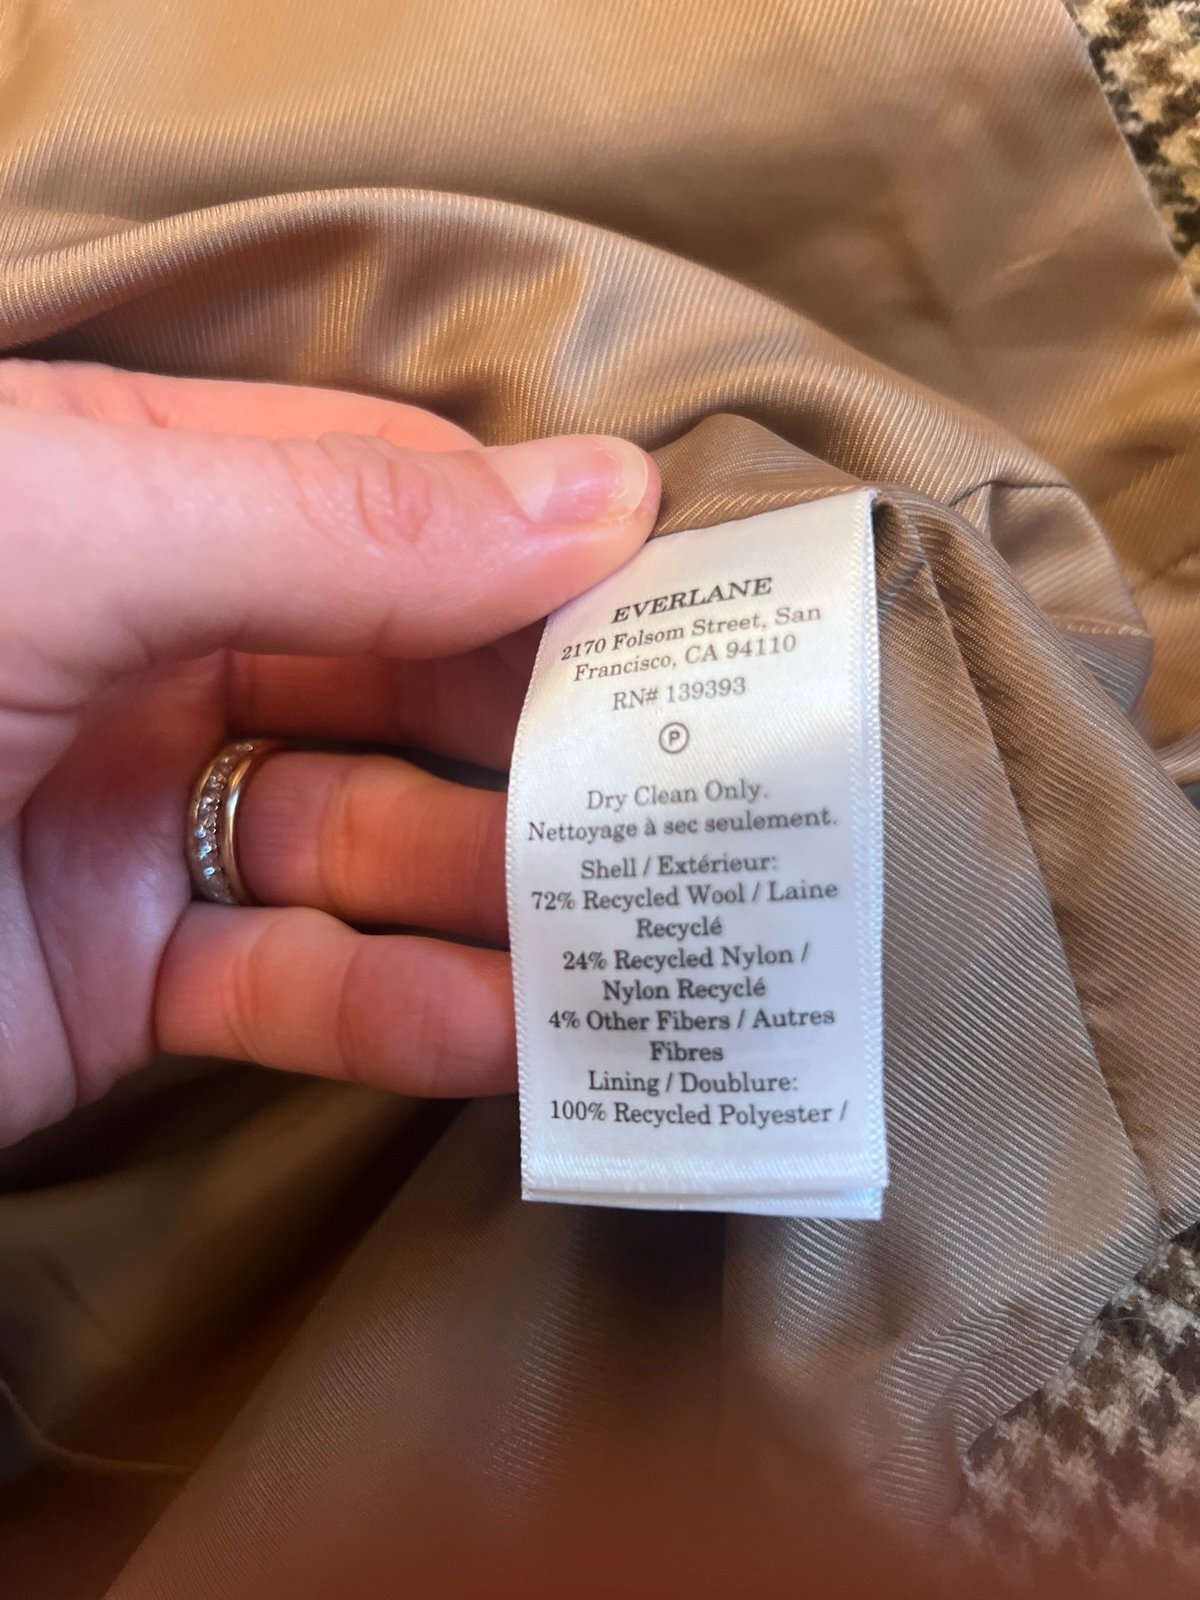 EVERLANE
2170 Folsom Street, San
Francisco, CA 94110
RN# 139393
P
Dry Clean Only.
Nettoyage à sec seulement.
Shell / Extérieur:
72% Recycled Wool / Laine
Recyclé
24% Recycled Nylon /
Nylon Recyclé
4% Other Fibers / Autres
Fibres
Lining / Doublure:
100% Recycled Polyester /